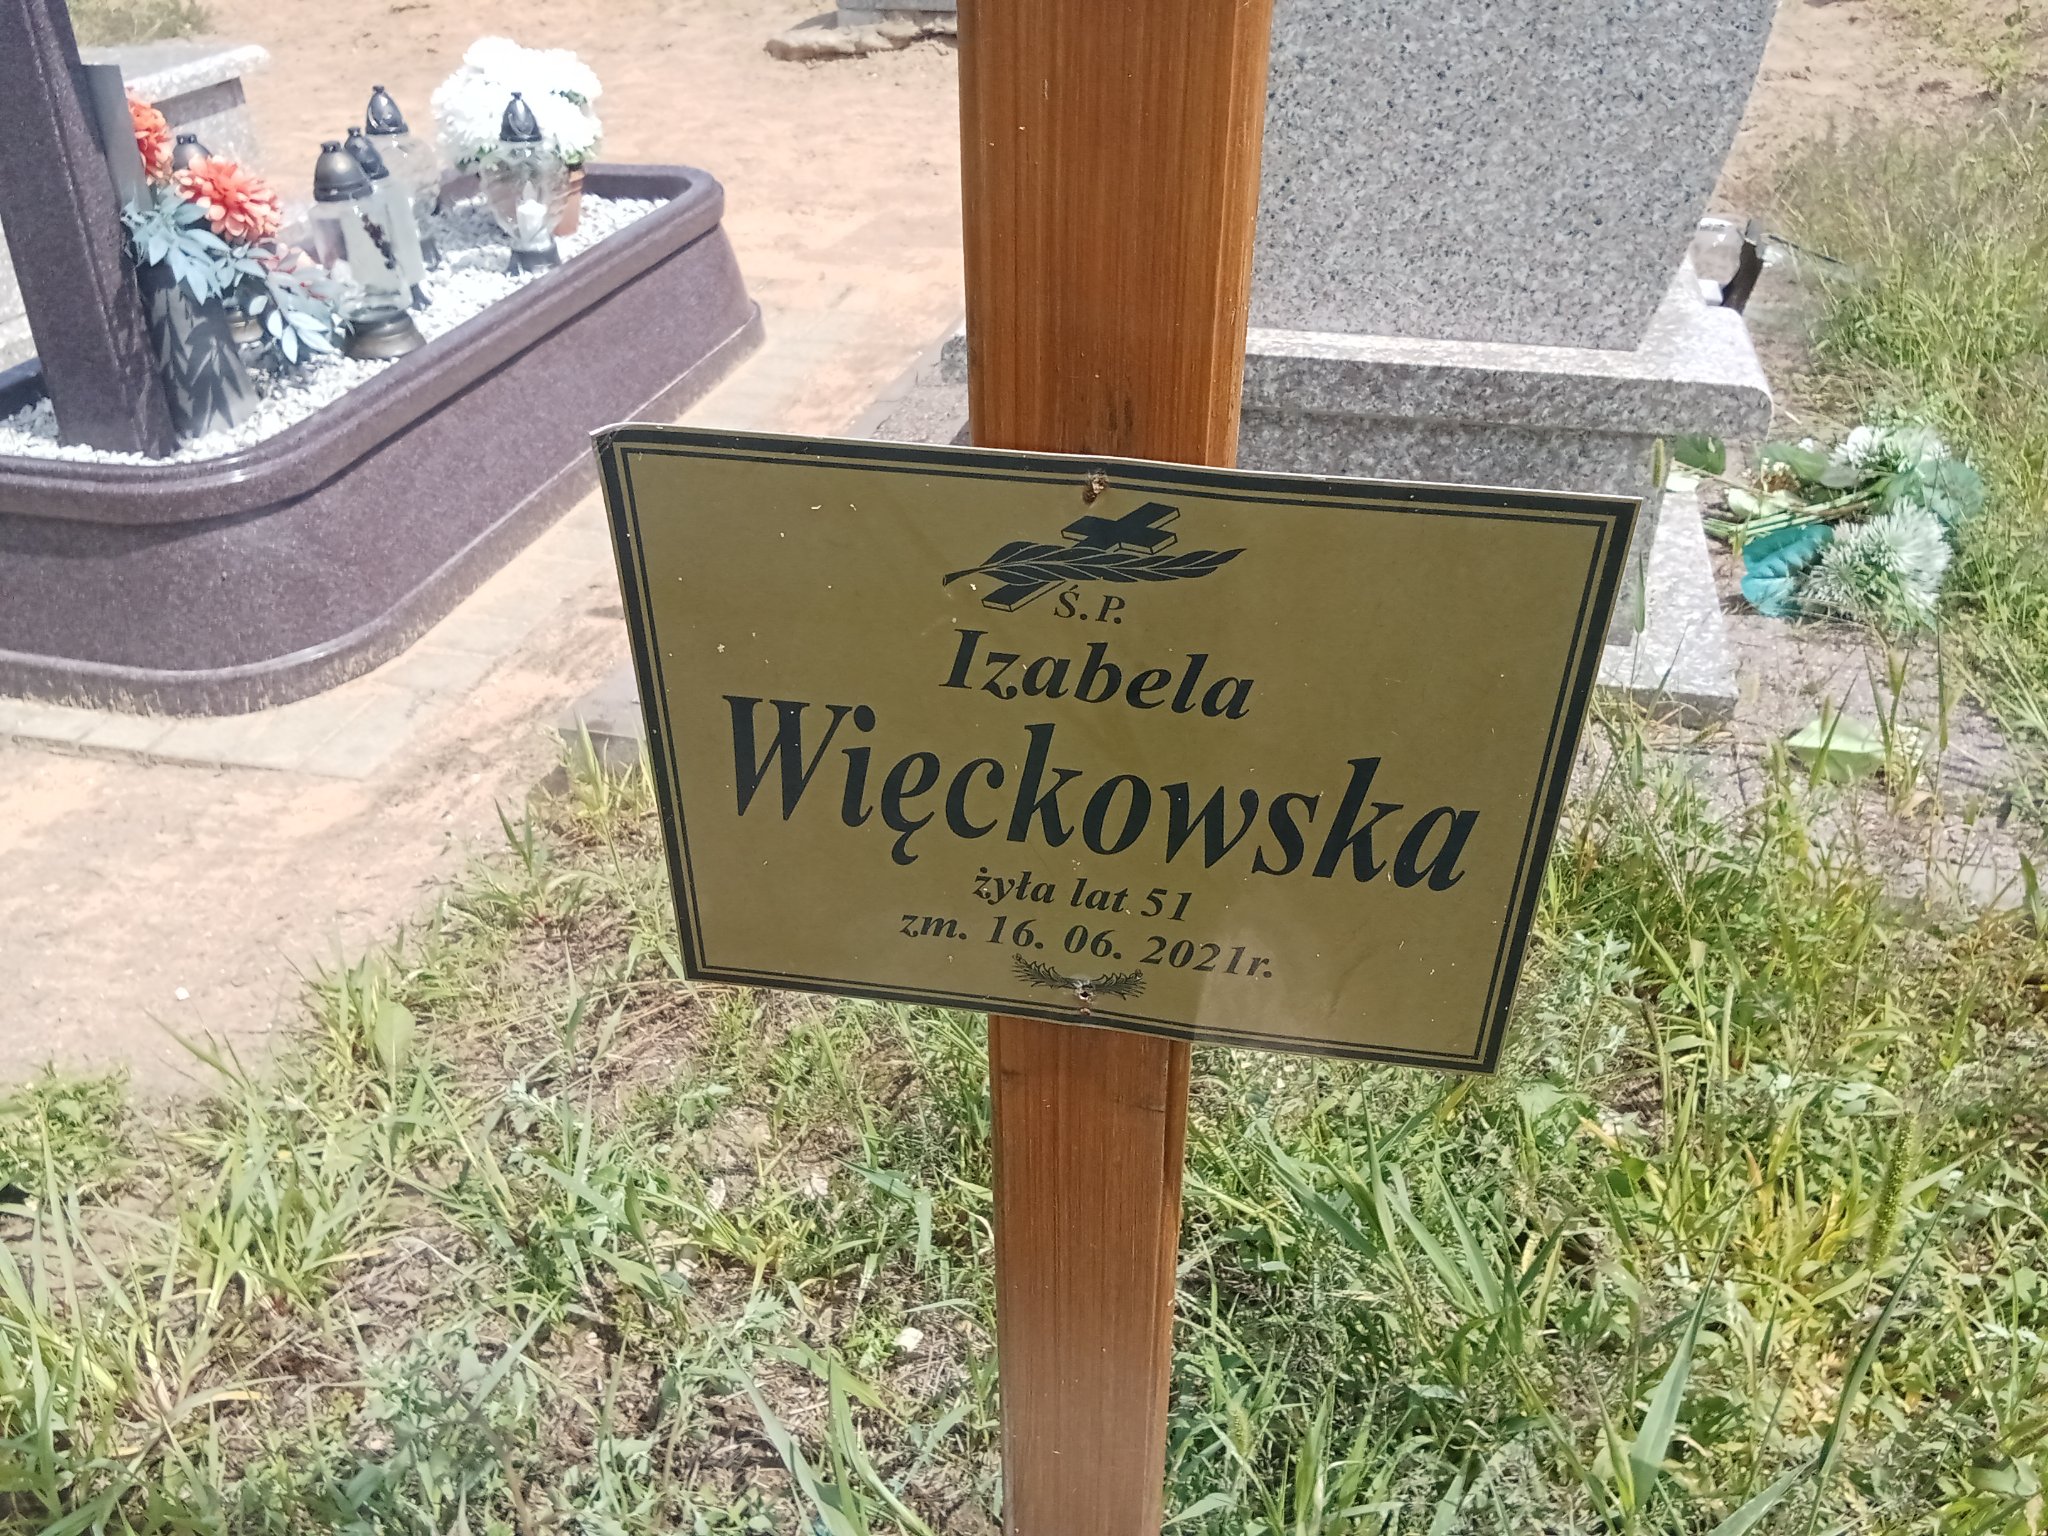 Ś. P.
Izabela
Więckowska
żyła lat 51
zm. 16. 06. 2021r.